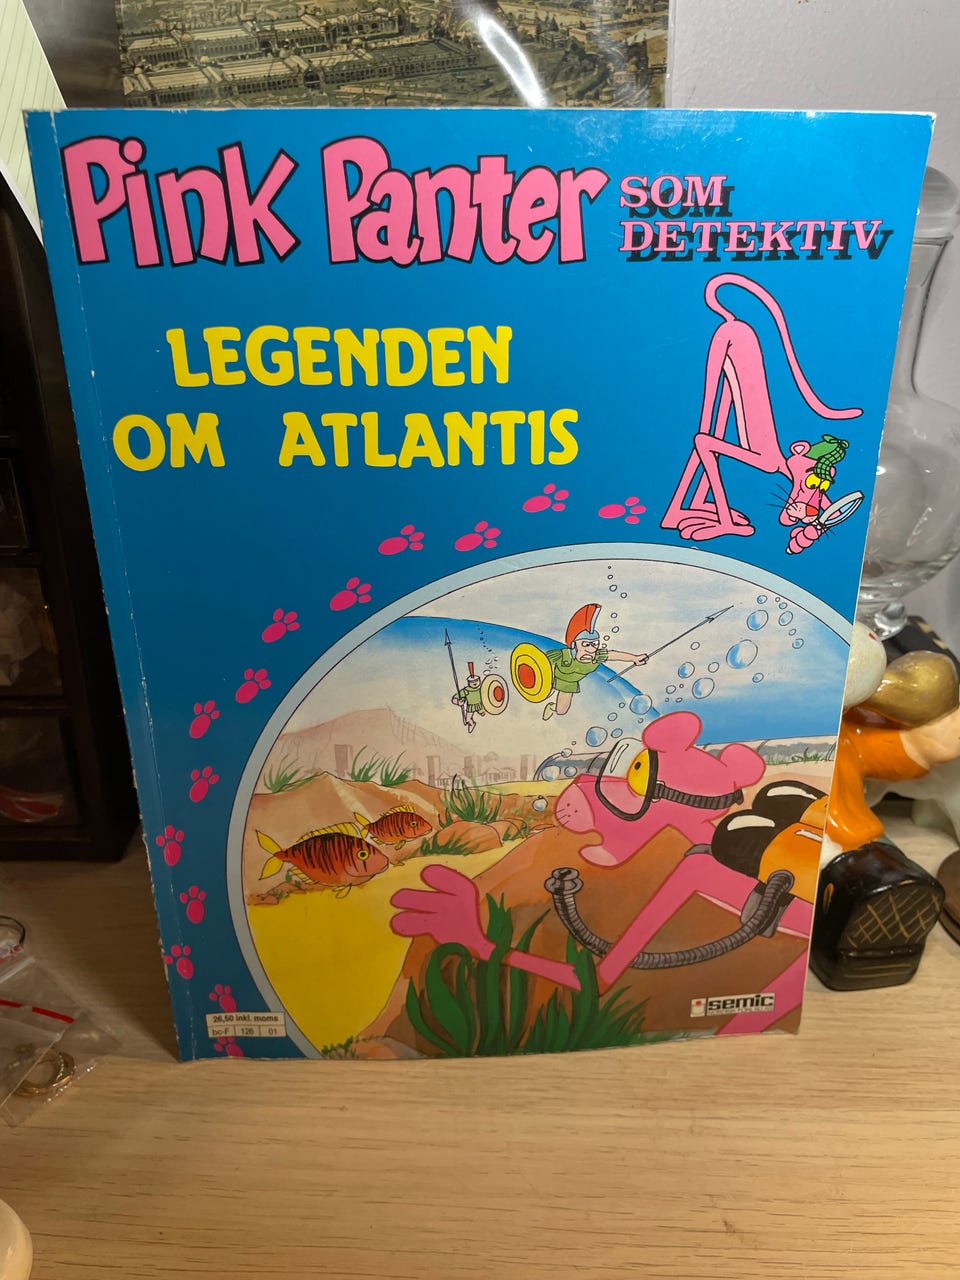 Pink Panter
SOM
DETEKTIV
LEGENDEN
OM ATLANTIS
26,50 inkl. moms
bc-F 126 01
semic